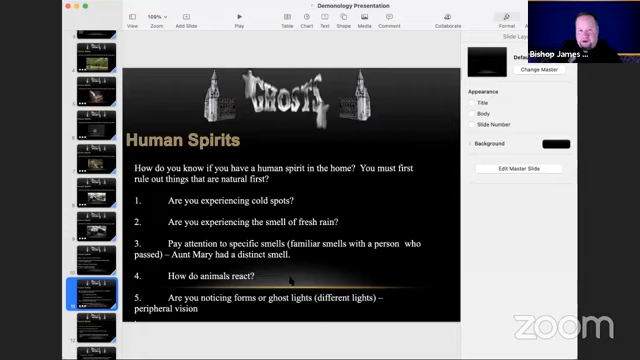 Demonology Presentation
109%
View
Zoom
Add Slide
Play
Table
Chart
Text
Shape
Media
Comment
Collaborate
Format
Bishop James ...
Slide Lay
Defau
Change Master
Appearance
Title
Body
Slide Number
Background
Edit Master Slide
GHOSTS
Human Spirits
How do you know if you have a human spirit in the home? You must first
rule out things that are natural first?
1. Are you experiencing cold spots?
2. Are you experiencing the smell of fresh rain?
3. Pay attention to specific smells (familiar smells with a person who
passed) – Aunt Mary had a distinct smell.
4. How do animals react?
5. Are you noticing forms or ghost lights (different lights) –
peripheral vision
zoom